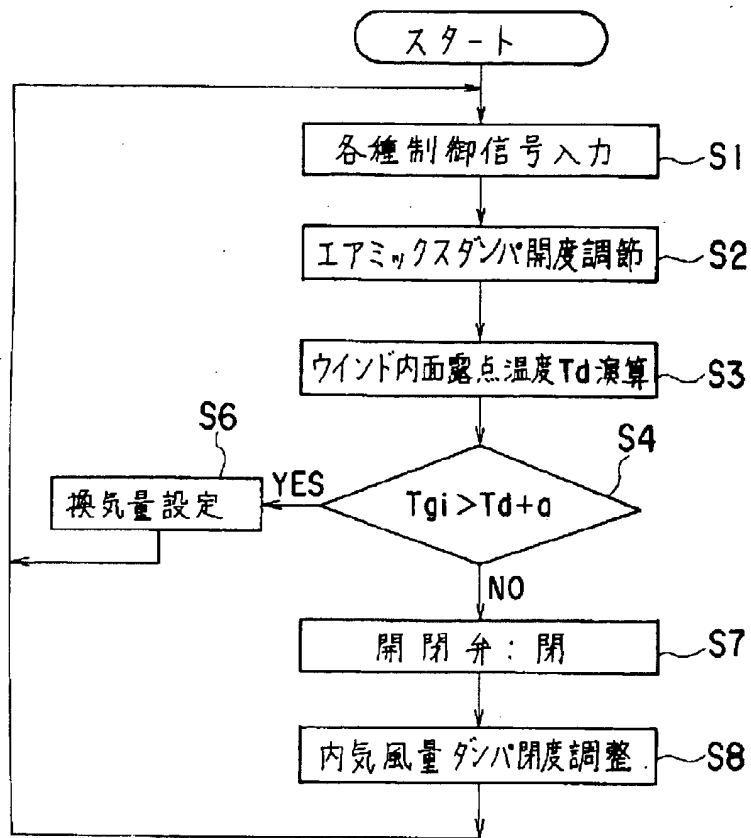 スタート
各種制御信号入力
S1
エアミックスダンパ開度調節
S2
ウインド内面露点温度Td演算
S3
S6
S4
換気量設定
YES
Tgi>Td+a
NO
開閉弁:閉
S7
内気風量ダンパ閉度調整
S8